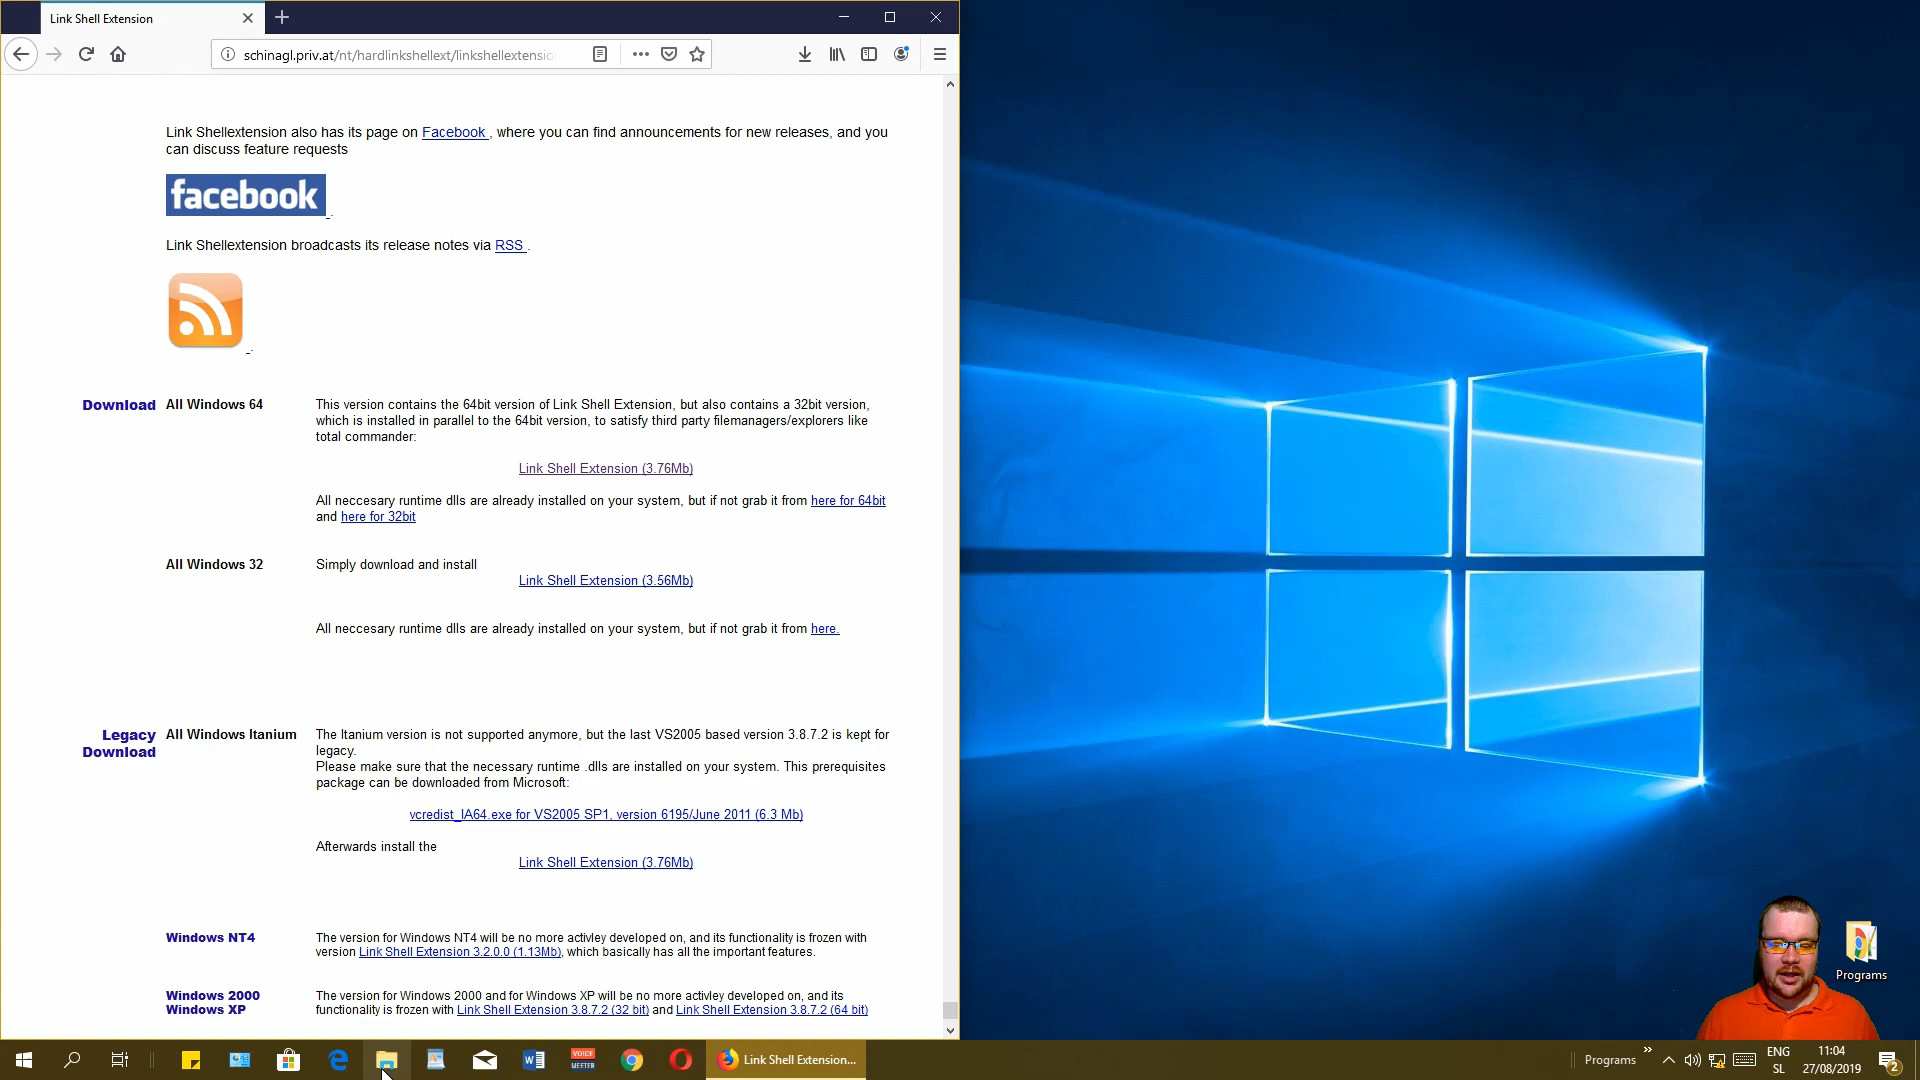 Link Shell Extension
schinagl.priv.at/nt/hardlinkshellext/linkshellextensio
Link Shellextension also has its page on Facebook , where you can find announcements for new releases, and you
can discuss feature requests
facebook
Link Shellextension broadcasts its release notes via RSS .
Download
All Windows 64
This version contains the 64bit version of Link Shell Extension, but also contains a 32bit version,
which is installed in parallel to the 64bit version, to satisfy third party filemanagers/explorers like
total commander:
Link Shell Extension (3.76Mb)
All neccesary runtime dlls are already installed on your system, but if not grab it from here for 64bit
and here for 32bit
All Windows 32
Simply download and install
Link Shell Extension (3.56Mb)
All neccesary runtime dlls are already installed on your system, but if not grab it from here.
Legacy
Download
All Windows Itanium
The Itanium version is not supported anymore, but the last VS2005 based version 3.8.7.2 is kept for
legacy.
Please make sure that the necessary runtime .dlls are installed on your system. This prerequisites
package can be downloaded from Microsoft:
vcredist_IA64.exe for VS2005 SP1, version 6195/June 2011 (6.3 Mb)
Afterwards install the
Link Shell Extension (3.76Mb)
Windows NT4
The version for Windows NT4 will be no more activley developed on, and its functionality is frozen with
version Link Shell Extension 3.2.0.0 (1.13Mb), which basically has all the important features.
Windows 2000
Windows XP
The version for Windows 2000 and for Windows XP will be no more activley developed on, and its
functionality is frozen with Link Shell Extension 3.8.7.2 (32 bit) and Link Shell Extension 3.8.7.2 (64 bit)
Programs
VOICE
MEETER
Link Shell Extension...
Programs
ENG
SL
11:04
27/08/2019
2